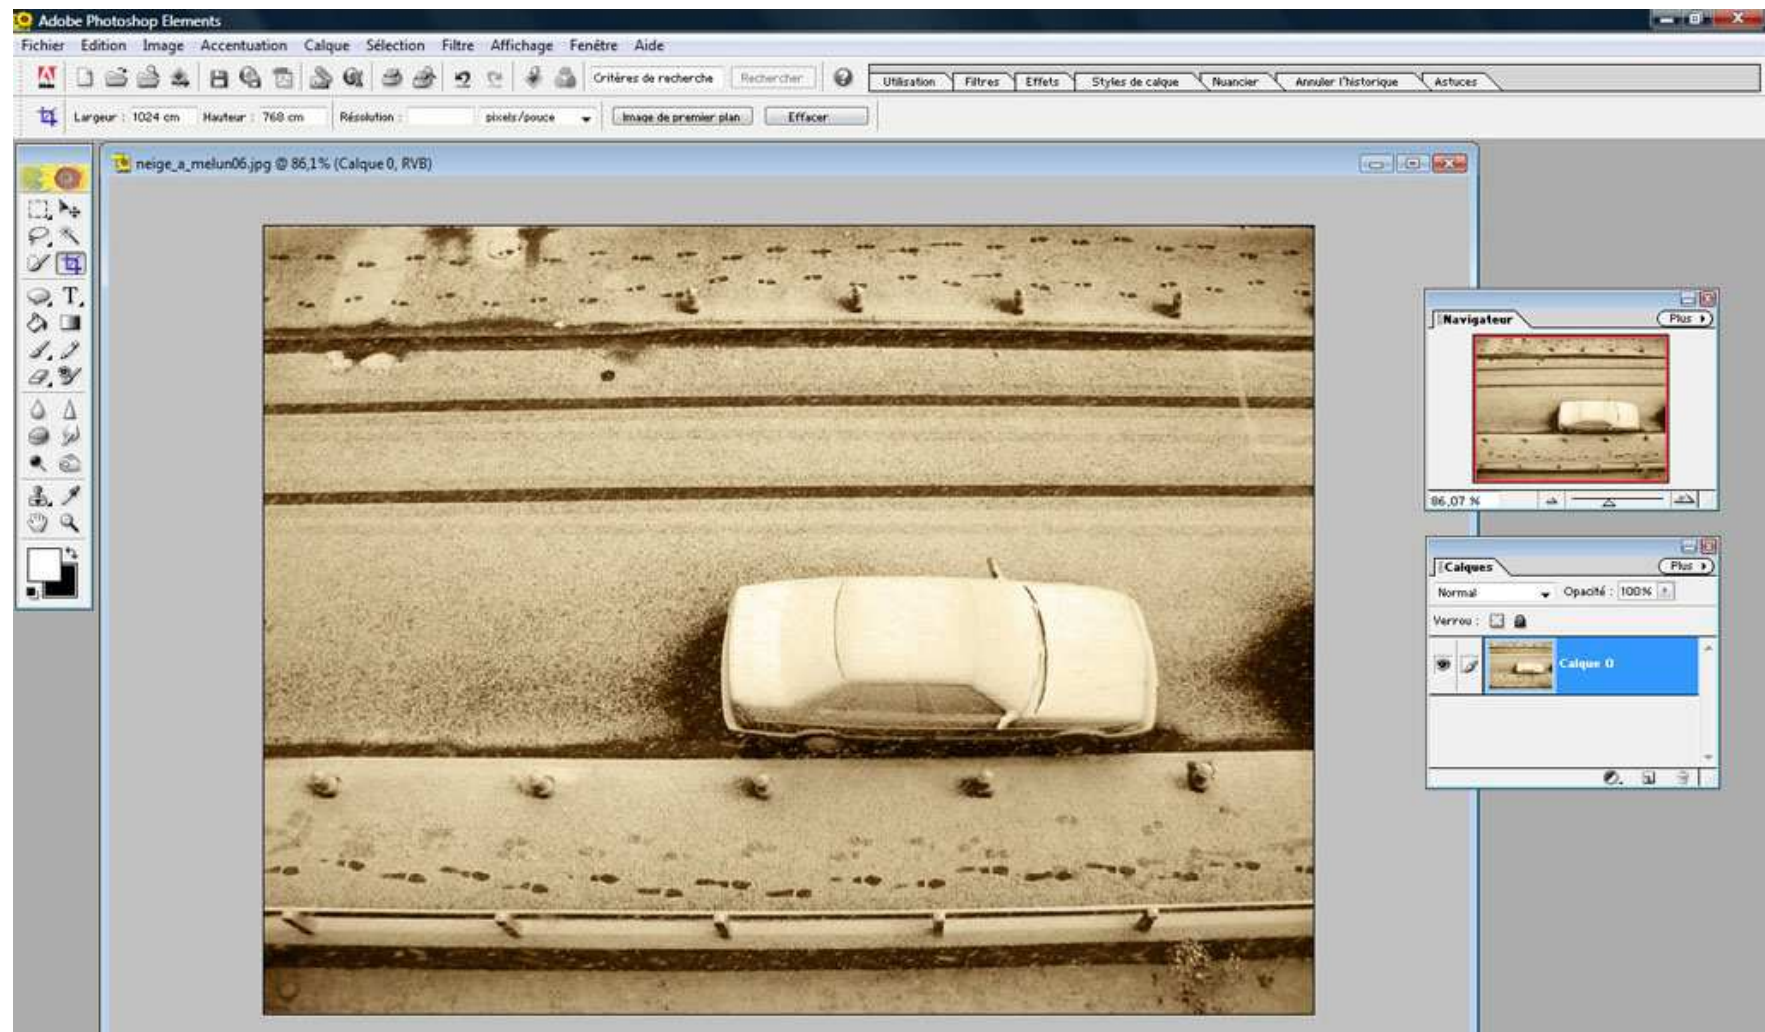 Adobe Photoshop Elements
Fichier Edition Image Accentuation Calque Sélection Filtre Affichage Fenêtre Aide
Critères de recherche Rechercher Utilisation Filtres Effets Styles de calque Nuancier Annuler l'historique Astuces
Largeur : 1024 cm Hauteur : 768 cm Résolution : pixels/pouce Image de premier plan Effacer
neige_a_melun06.jpg @ 86,1% (Calque 0, RVB)
T
Navigateur Plus
86,07 %
Calques Plus
Normal Opacité : 100%
Verrou :
Calque 0